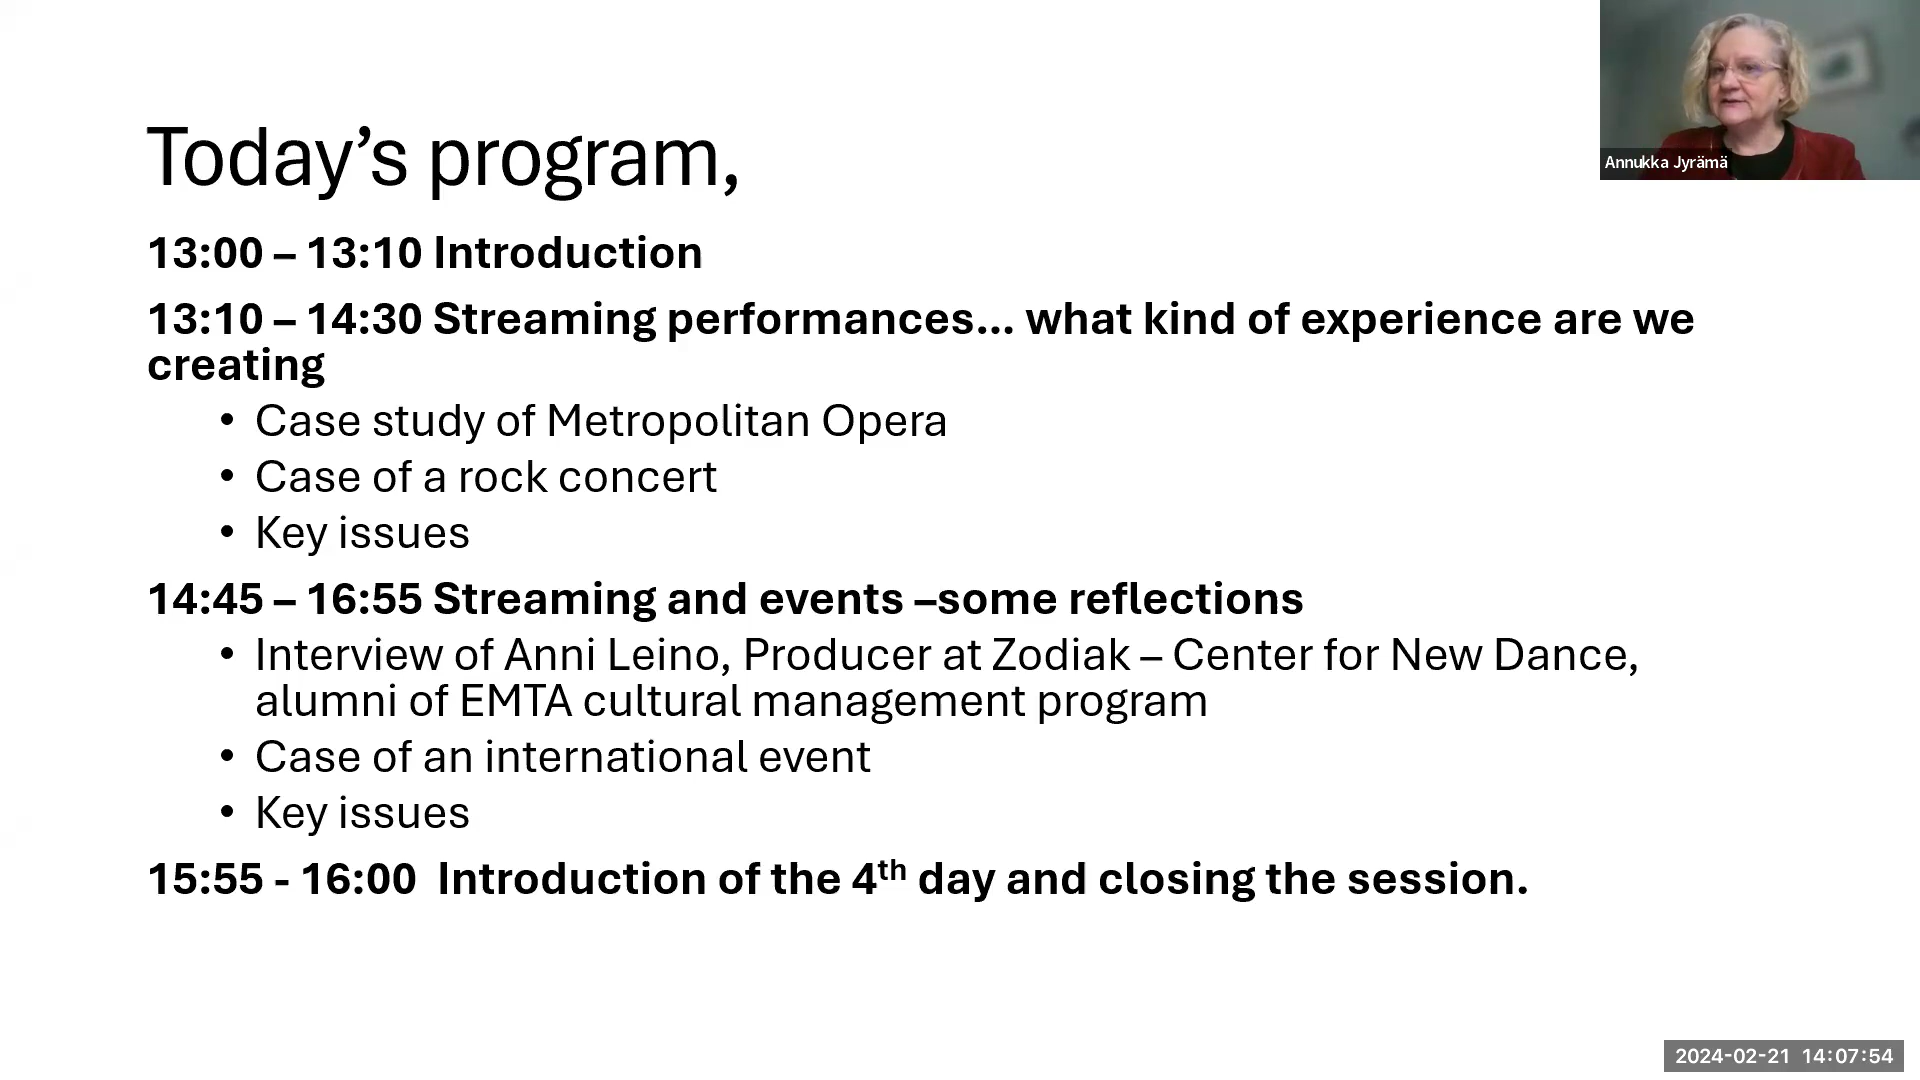 Today’s program,
Annukka Jyrämä
13:00 – 13:10 Introduction
13:10 – 14:30 Streaming performances… what kind of experience are we
creating
• Case study of Metropolitan Opera
• Case of a rock concert
• Key issues
14:45 – 16:55 Streaming and events –some reflections
• Interview of Anni Leino, Producer at Zodiak – Center for New Dance,
alumni of EMTA cultural management program
• Case of an international event
• Key issues
15:55 - 16:00  Introduction of the 4th day and closing the session.
2024-02-21 14:07:54